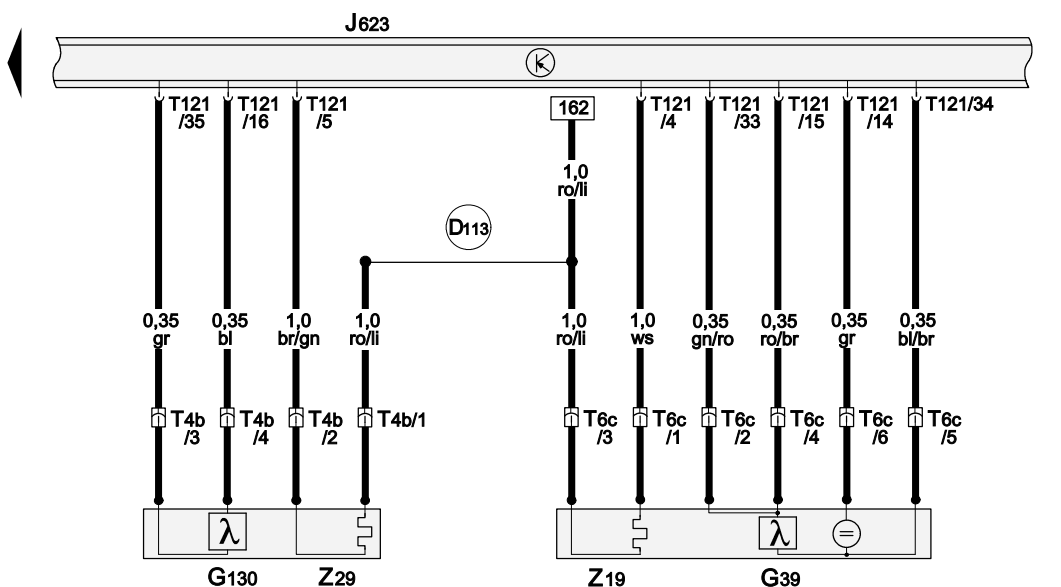 J623
T121 T121 T121 162 T121 T121 T121 T121 T121/34
/35 /16 /5 /4 /33 /15 /14
1,0
ro/li
D113
0,35 0,35 1,0 1,0 1,0 1,0 0,35 0,35 0,35 0,35
gr bl br/gn ro/li ro/li ws gn/ro ro/br gr bl/br
T4b T4b T4b T4b/1 T6c T6c T6c T6c T6c T6c
/3 /4 /2 /3 /1 /2 /4 /6 /5
λ λ =
G130 Z29 Z19 G39